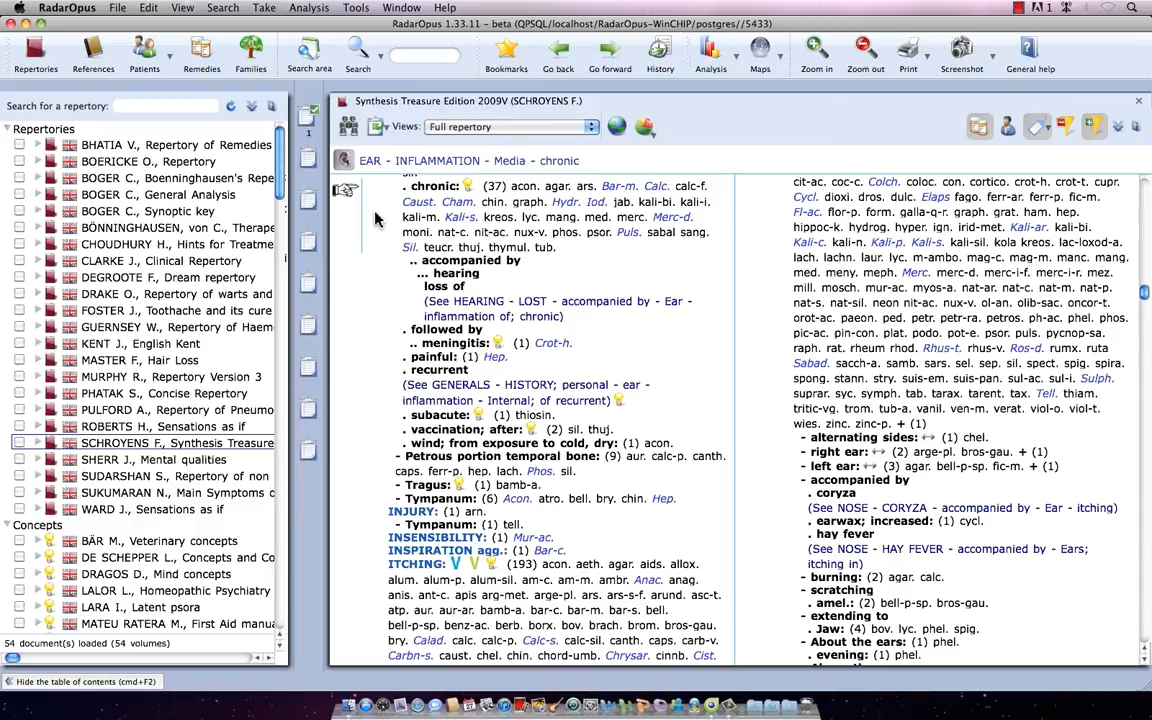 RadarOpus File Edit View Search Take Analysis Tools Window Help
RadarOpus 1.33.11 - beta (QPSQL/localhost/RadarOpus-WinCHIP/postgres//5433)
Repertories References Patients Remedies Families Search area Search Bookmarks Go back Go forward History Analysis Maps Zoom in Zoom out Print Screenshot General help
Search for a repertory:
Repertories
BHATIA V., Repertory of Remedies
BOERICKE O., Repertory
BOGER C., Boenninghausen's Repe
BOGER C., General Analysis
BOGER C., Synoptic key
BÖNNINGHAUSEN, von C., Therape
CHOUDHURY H., Hints for Treatme
CLARKE J., Clinical Repertory
DEGROOTE F., Dream repertory
DRAKE O., Repertory of warts and
FOSTER J., Toothache and its cure
GUERNSEY W., Repertory of Haem
KENT J., English Kent
MASTER F., Hair Loss
MURPHY R., Repertory Version 3
PHATAK S., Concise Repertory
PULFORD A., Repertory of Pneumo
ROBERTS H., Sensations as if
SCHROYENS F., Synthesis Treasure
SHERR J., Mental qualities
SUDARSHAN S., Repertory of non
SUKUMARAN N., Main Symptoms o
WARD J., Sensations as if
Concepts
BÄR M., Veterinary concepts
DE SCHEPPER L., Concepts and Co
DRAGOS D., Mind concepts
LALOR L., Homeopathic Psychiatry
LARA I., Latent psora
MATEU RATERA M., First Aid manua
54 document(s) loaded (54 volumes)
Hide the table of contents (cmd+F2)
1
Synthesis Treasure Edition 2009V (SCHROYENS F.)
Views: Full repertory
EAR - INFLAMMATION - Media - chronic
sil.
. chronic: (37) acon. agar. ars. Bar-m. Calc. calc-f.
Caust. Cham. chin. graph. Hydr. Iod. jab. kali-bi. kali-i.
kali-m. Kali-s. kreos. lyc. mang. med. merc. Merc-d.
moni. nat-c. nit-ac. nux-v. phos. psor. Puls. sabal sang.
Sil. teucr. thuj. thymul. tub.
.. accompanied by
... hearing
loss of
(See HEARING - LOST - accompanied by - Ear -
inflammation of; chronic)
. followed by
.. meningitis: (1) Crot-h.
. painful: (1) Hep.
. recurrent
(See GENERALS - HISTORY; personal - ear -
inflammation - Internal; of recurrent)
. subacute: (1) thiosin.
. vaccination; after: (2) sil. thuj.
. wind; from exposure to cold, dry: (1) acon.
- Petrous portion temporal bone: (9) aur. calc-p. canth.
caps. ferr-p. hep. lach. Phos. sil.
- Tragus: (1) bamb-a.
- Tympanum: (6) Acon. atro. bell. bry. chin. Hep.
INJURY: (1) arn.
- Tympanum: (1) tell.
INSENSIBILITY: (1) Mur-ac.
INSPIRATION agg.: (1) Bar-c.
ITCHING: V V (193) acon. aeth. agar. aids. allox.
alum. alum-p. alum-sil. am-c. am-m. ambr. Anac. anag.
anis. ant-c. apis arg-met. arge-pl. ars. ars-s-f. arund. asc-t.
atp. aur. aur-ar. bamb-a. bar-c. bar-m. bar-s. bell.
bell-p-sp. benz-ac. berb. borx. bov. brach. brom. bros-gau.
bry. Calad. calc. calc-p. Calc-s. calc-sil. canth. caps. carb-v.
Carbn-s. caust. chel. chin. chord-umb. Chrysar. cinnb. Cist.
cit-ac. coc-c. Colch. coloc. con. cortico. crot-h. crot-t. cupr.
Cycl. dioxi. dros. dulc. Elaps fago. ferr-ar. ferr-p. fic-m.
Fl-ac. flor-p. form. galla-q-r. graph. grat. ham. hep.
hippoc-k. hydrog. hyper. ign. irid-met. Kali-ar. kali-bi.
Kali-c. kali-n. Kali-p. Kali-s. kali-sil. kola kreos. lac-loxod-a.
lach. lachn. laur. lyc. m-ambo. mag-c. mag-m. manc. mang.
med. meny. meph. Merc. merc-d. merc-i-f. merc-i-r. mez.
mill. mosch. mur-ac. myos-a. nat-ar. nat-c. nat-m. nat-p.
nat-s. nat-sil. neon nit-ac. nux-v. ol-an. olib-sac. oncor-t.
orot-ac. paeon. ped. petr. petr-ra. petros. ph-ac. phel. phos.
pic-ac. pin-con. plat. podo. pot-e. psor. puls. pycnop-sa.
raph. rat. rheum rhod. Rhus-t. rhus-v. Ros-d. rumx. ruta
Sabad. sacch-a. samb. sars. sel. sep. sil. spect. spig. spira.
spong. stann. stry. suis-em. suis-pan. sul-ac. sul-i. Sulph.
suprar. syc. symph. tab. tarax. tarent. tax. Tell. thiam.
tritic-vg. trom. tub-a. vanil. ven-m. verat. viol-o. viol-t.
wies. zinc. zinc-p. + (1)
- alternating sides: (1) chel.
- right ear: (2) arge-pl. bros-gau. + (1)
- left ear: (3) agar. bell-p-sp. fic-m. + (1)
- accompanied by
. coryza
(See NOSE - CORYZA - accompanied by - Ear - itching)
. earwax; increased: (1) cycl.
. hay fever
(See NOSE - HAY FEVER - accompanied by - Ears;
itching in)
- burning: (2) agar. calc.
- scratching
. amel.: (2) bell-p-sp. bros-gau.
- extending to
. Jaw: (4) bov. lyc. phel. spig.
- About the ears: (1) phel.
. evening: (1) phel.